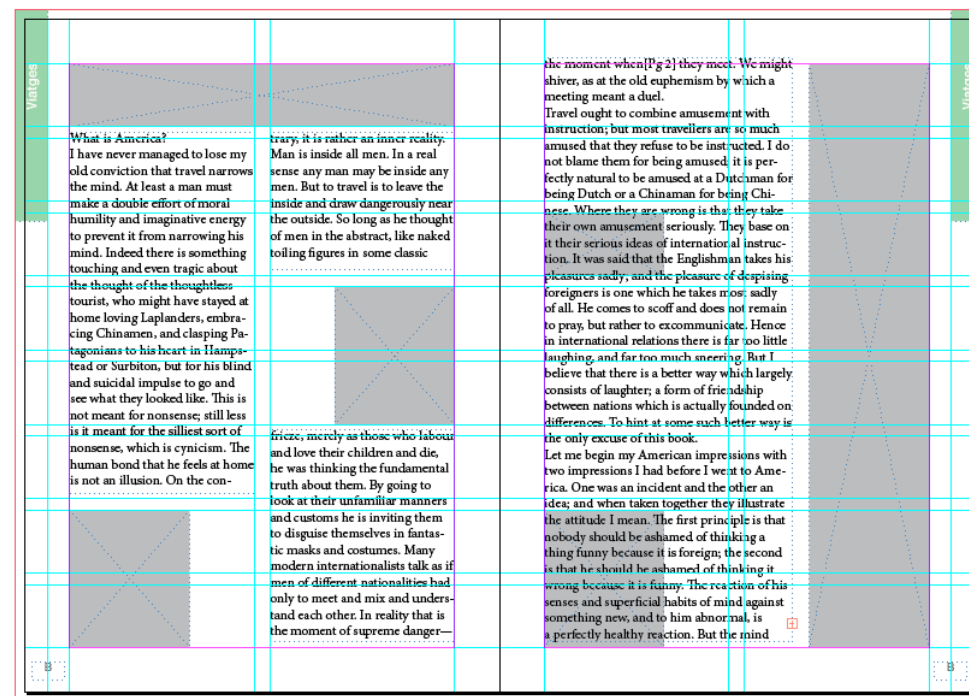 Viatges
What is America?
I have never managed to lose my
old conviction that travel narrows
the mind. At least a man must
make a double effort of moral
humility and imaginative energy
to prevent it from narrowing his
mind. Indeed there is something
touching and even tragic about
the thought of the thoughtless
tourist, who might have stayed at
home loving Laplanders, embra-
cing Chinamen, and clasping Pa-
tagonians to his heart in Hamps-
tead or Surbiton, but for his blind
and suicidal impulse to go and
see what they looked like. This is
not meant for nonsense; still less
is it meant for the silliest sort of
nonsense, which is cynicism. The
human bond that he feels at home
is not an illusion. On the con-
trary, it is rather an inner reality.
Man is inside all men. In a real
sense any man may be inside any
men. But to travel is to leave the
inside and draw dangerously near
the outside. So long as he thought
of men in the abstract, like naked
toiling figures in some classic
frieze, merely as those who labour
and love their children and die,
he was thinking the fundamental
truth about them. By going to
look at their unfamiliar manners
and customs he is inviting them
to disguise themselves in fantas-
tic masks and costumes. Many
modern internationalists talk as if
men of different nationalities had
only to meet and mix and unders-
tand each other. In reality that is
the moment of supreme danger—
B
the moment when[Pg 2] they meet. We might
shiver, as at the old euphemism by which a
meeting meant a duel.
Travel ought to combine amusement with
instruction; but most travellers are so much
amused that they refuse to be instructed. I do
not blame them for being amused; it is per-
fectly natural to be amused at a Dutchman for
being Dutch or a Chinaman for being Chi-
nese. Where they are wrong is that they take
their own amusement seriously. They base on
it their serious ideas of international instruc-
tion. It was said that the Englishman takes his
pleasures sadly; and the pleasure of despising
foreigners is one which he takes most sadly
of all. He comes to scoff and does not remain
to pray, but rather to excommunicate. Hence
in international relations there is far too little
laughing, and far too much sneering. But I
believe that there is a better way which largely
consists of laughter; a form of friendship
between nations which is actually founded on
differences. To hint at some such better way is
the only excuse of this book.
Let me begin my American impressions with
two impressions I had before I went to Ame-
rica. One was an incident and the other an
idea; and when taken together they illustrate
the attitude I mean. The first principle is that
nobody should be ashamed of thinking a
thing funny because it is foreign; the second
is that he should be ashamed of thinking it
wrong because it is funny. The reaction of his
senses and superficial habits of mind against
something new, and to him abnormal, is
a perfectly healthy reaction. But the mind
Viatges
B